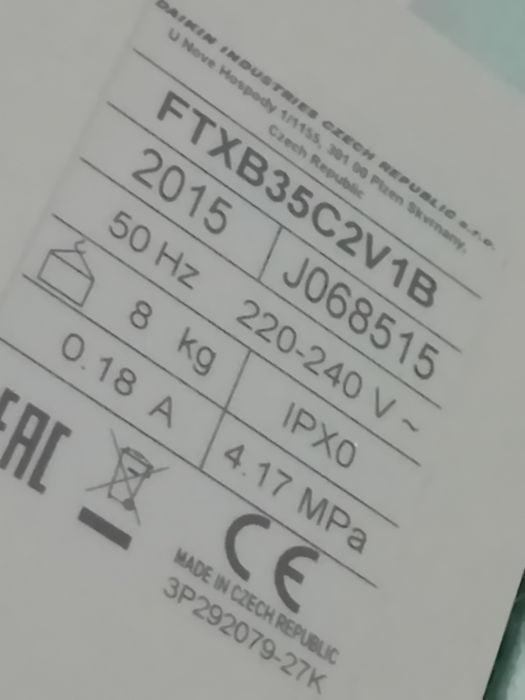 DAIKIN INDUSTRIES CZECH REPUBLIC s.r.o.
U Nove Hospody 1/1155, 301 00 Plzen Skvrnany,
Czech Republic
FTXB35C2V1B
2015 J068515
50 Hz 220-240 V ~
8 kg IPX0
0.18 A 4.17 MPa
EAC
CE
MADE IN CZECH REPUBLIC
3P292079-27K